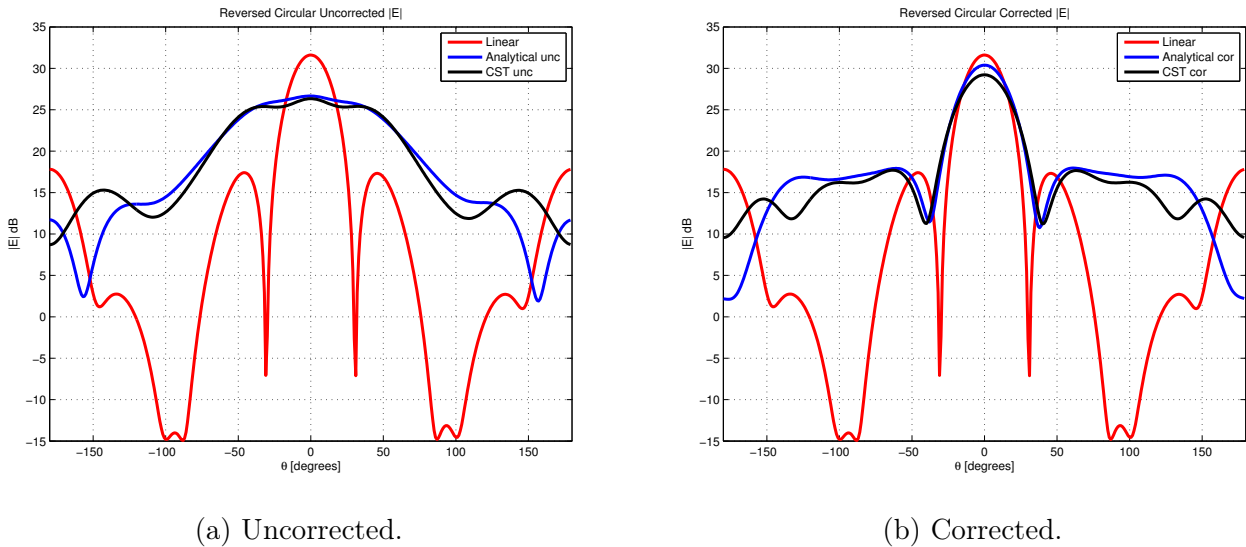 Reversed Circular Uncorrected |E|
35
30
25
20
15
10
5
0
−5
−10
−15
|E| dB
−150 −100 −50 0 50 100 150
θ [degrees]
Linear
Analytical unc
CST unc
(a) Uncorrected.
Reversed Circular Corrected |E|
35
30
25
20
15
10
5
0
−5
−10
−15
|E| dB
−150 −100 −50 0 50 100 150
θ [degrees]
Linear
Analytical cor
CST cor
(b) Corrected.